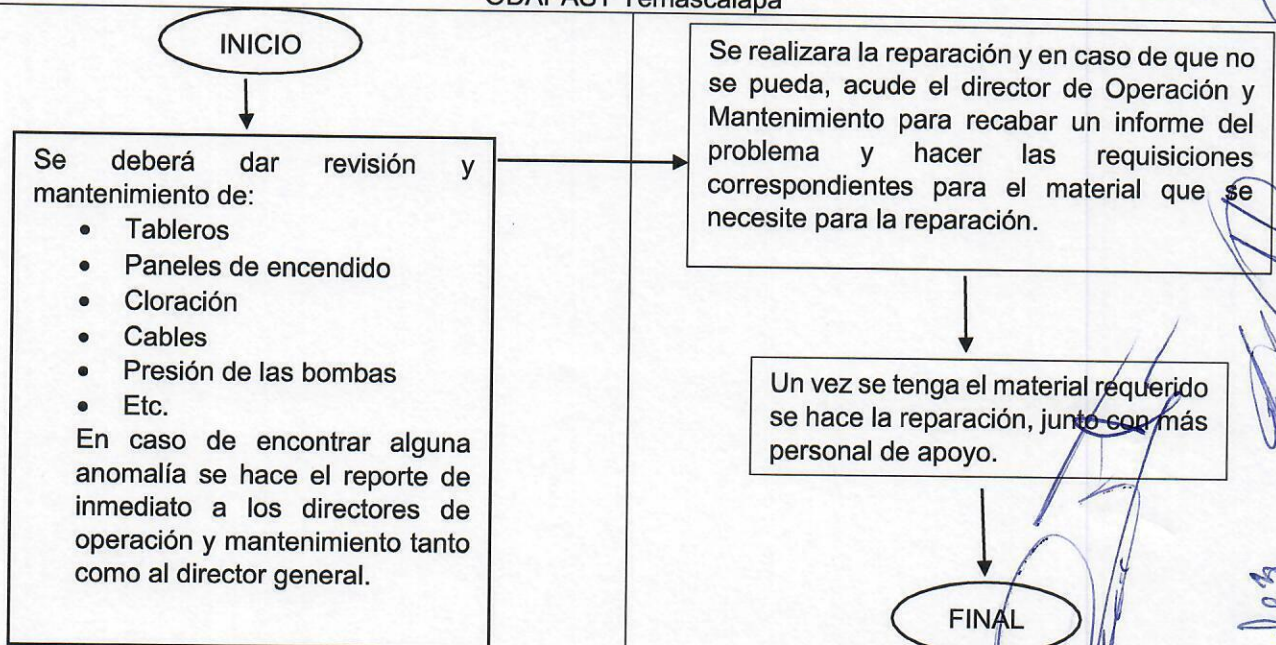 ODAPAST Temascalapa
INICIO
Se deberá dar revisión y
mantenimiento de:
• Tableros
• Paneles de encendido
• Cloración
• Cables
• Presión de las bombas
• Etc.
En caso de encontrar alguna
anomalía se hace el reporte de
inmediato a los directores de
operación y mantenimiento tanto
como al director general.
Se realizara la reparación y en caso de que no
se pueda, acude el director de Operación y
Mantenimiento para recabar un informe del
problema y hacer las requisiciones
correspondientes para el material que se
necesite para la reparación.
Un vez se tenga el material requerido
se hace la reparación, junto con más
personal de apoyo.
FINAL